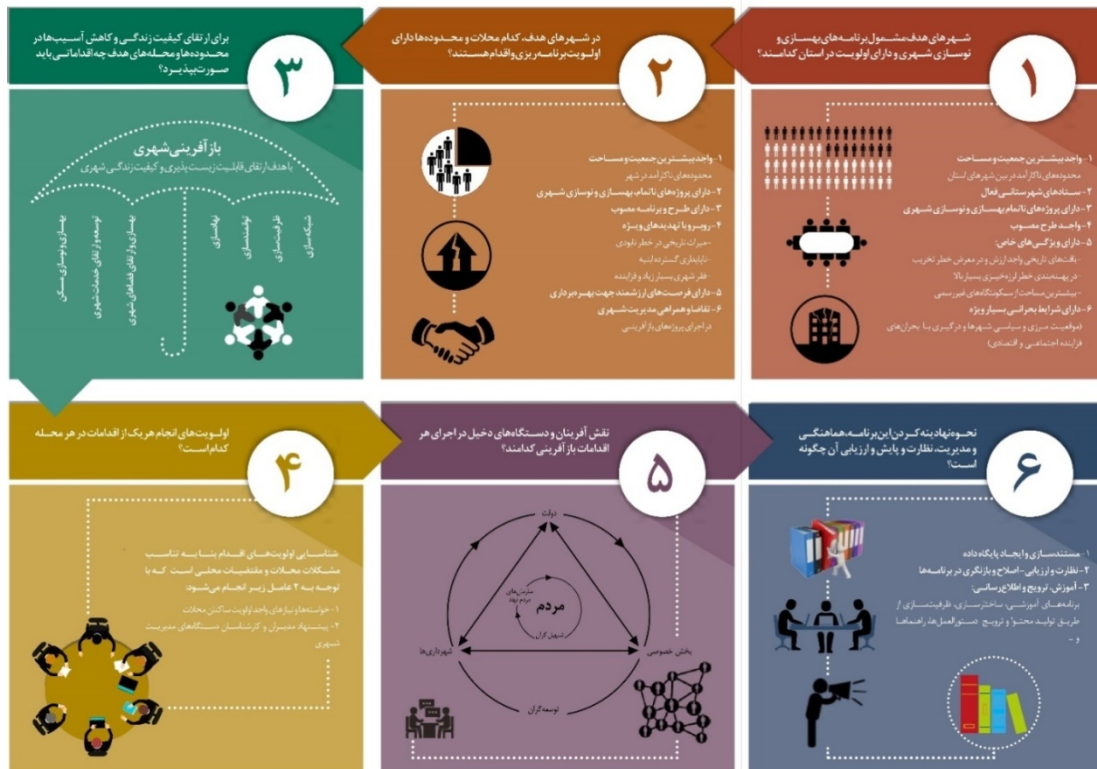 ۱
شهرهای هدف مشمول برنامه‌های بهسازی و
نوسازی شهری و دارای اولویت در استان کدامند؟
۱- واجد بیشترین جمعیت و مساحت
محدوده‌های ناکارآمد در بین شهرهای استان
۲- ستادهای شهرستانی فعال
۳- دارای پروژه‌های ناتمام بهسازی و نوسازی شهری
۴- واجد طرح مصوب
۵- دارای ویژگی‌های خاص:
- بافت‌های تاریخی واجد ارزش و در معرض خطر تخریب
- در پهنه‌بندی خطر لرزه‌خیزی بسیار بالا
- بیشترین مساحت از سکونتگاه‌های غیررسمی
۶- دارای شرایط بحرانی بسیار ویژه
(موقعیت مرزی و سیاسی شهرها و درگیری با بحران‌های
فزاینده اجتماعی و اقتصادی)
۲
در شهرهای هدف، کدام محلات و محدوده‌ها دارای
اولویت برنامه‌ریزی و اقدام هستند؟
۱- واجد بیشترین جمعیت و مساحت
محدوده‌های ناکارآمد در شهر
۲- دارای پروژه‌های ناتمام، بهسازی و نوسازی شهری
۳- دارای طرح و برنامه مصوب
۴- روبرو با تهدیدهای ویژه
- میراث تاریخی در خطر نابودی
- ناپایداری گسترده ابنیه
- فقر شهری بسیار زیاد و فزاینده
۵- دارای فرصت‌های ارزشمند جهت بهره‌برداری
۶- تقاضا و همراهی مدیریت شهری
در اجرای پروژه‌های بازآفرینی
۳
برای ارتقای کیفیت زندگی و کاهش آسیب‌ها در
محدوده‌ها و محله‌های هدف چه اقداماتی باید
صورت بپذیرد؟
بازآفرینی شهری
با هدف ارتقای قابلیت زیست پذیری و کیفیت زندگی شهری
شبکه‌سازی
ظرفیت‌سازی
توانمندسازی
نهادسازی
بهسازی و ارتقای فضاهای شهری
توسعه و ارتقای خدمات شهری
بهسازی و نوسازی مسکن
۴
اولویت‌های انجام هر یک از اقدامات در هر محله
کدام است؟
شناسایی اولویت‌های اقدام بنا به تناسب
مشکلات محلات و مقتضیات محلی است که با
توجه به ۲ عامل زیر انجام می‌شود:
۱- خواسته‌ها و نیازهای واجد اولویت ساکنان محلات
۲- پیشنهاد مدیران و کارشناسان دستگاه‌های مدیریت
شهری
۵
نقش آفرینان و دستگاه‌های دخیل در اجرای هر
اقدامات بازآفرینی کدامند؟
دولت
سازمان‌های
مردم نهاد
مردم
تسهیل گران
بخش خصوصی
شهرداری‌ها
توسعه‌گران
۶
نحوه نهادینه کردن این برنامه، هماهنگی
و مدیریت، نظارت و پایش و ارزیابی آن چگونه
است؟
۱- مستندسازی و ایجاد پایگاه داده
۲- نظارت و ارزیابی- اصلاح و بازنگری در برنامه‌ها
۳- آموزش، ترویج و اطلاع‌رسانی:
برنامه‌های آموزشی، ساختارسازی، ظرفیت‌سازی از
طریق تولید محتوا و ترویج دستورالعمل‌ها، راهنماها
و -